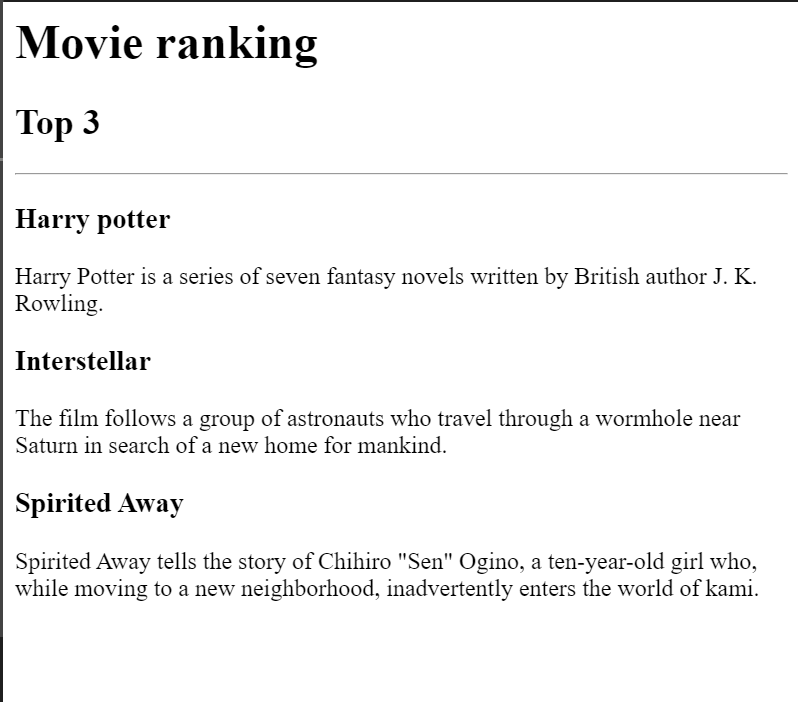 Movie ranking
Top 3
Harry potter
Harry Potter is a series of seven fantasy novels written by British author J. K.
Rowling.
Interstellar
The film follows a group of astronauts who travel through a wormhole near
Saturn in search of a new home for mankind.
Spirited Away
Spirited Away tells the story of Chihiro "Sen" Ogino, a ten-year-old girl who,
while moving to a new neighborhood, inadvertently enters the world of kami.